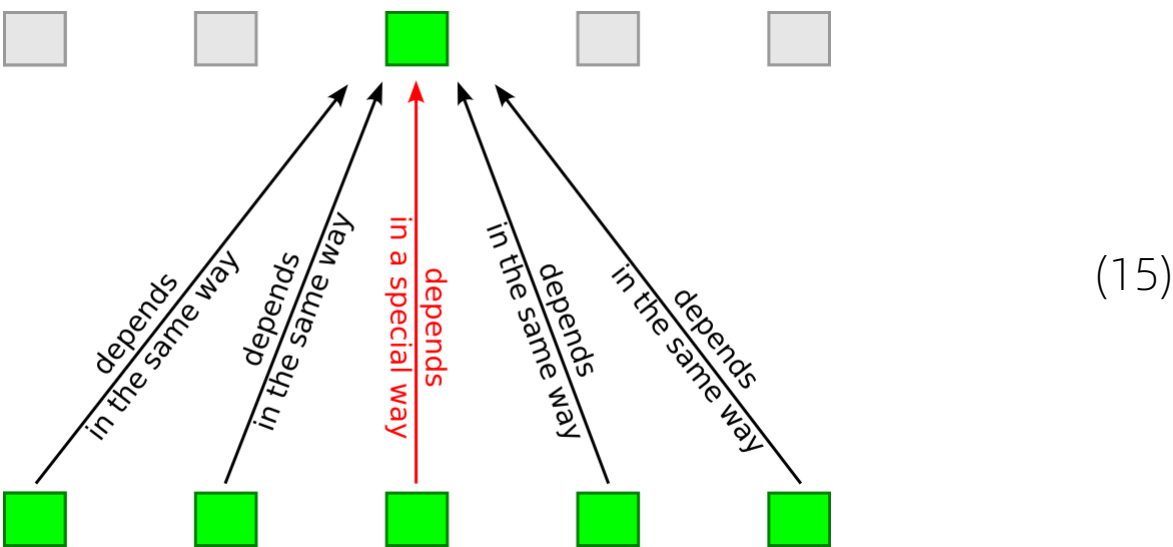 depends
in the same way
depends
in the same way
depends
in a special way
depends
in the same way
depends
in the same way
(15)